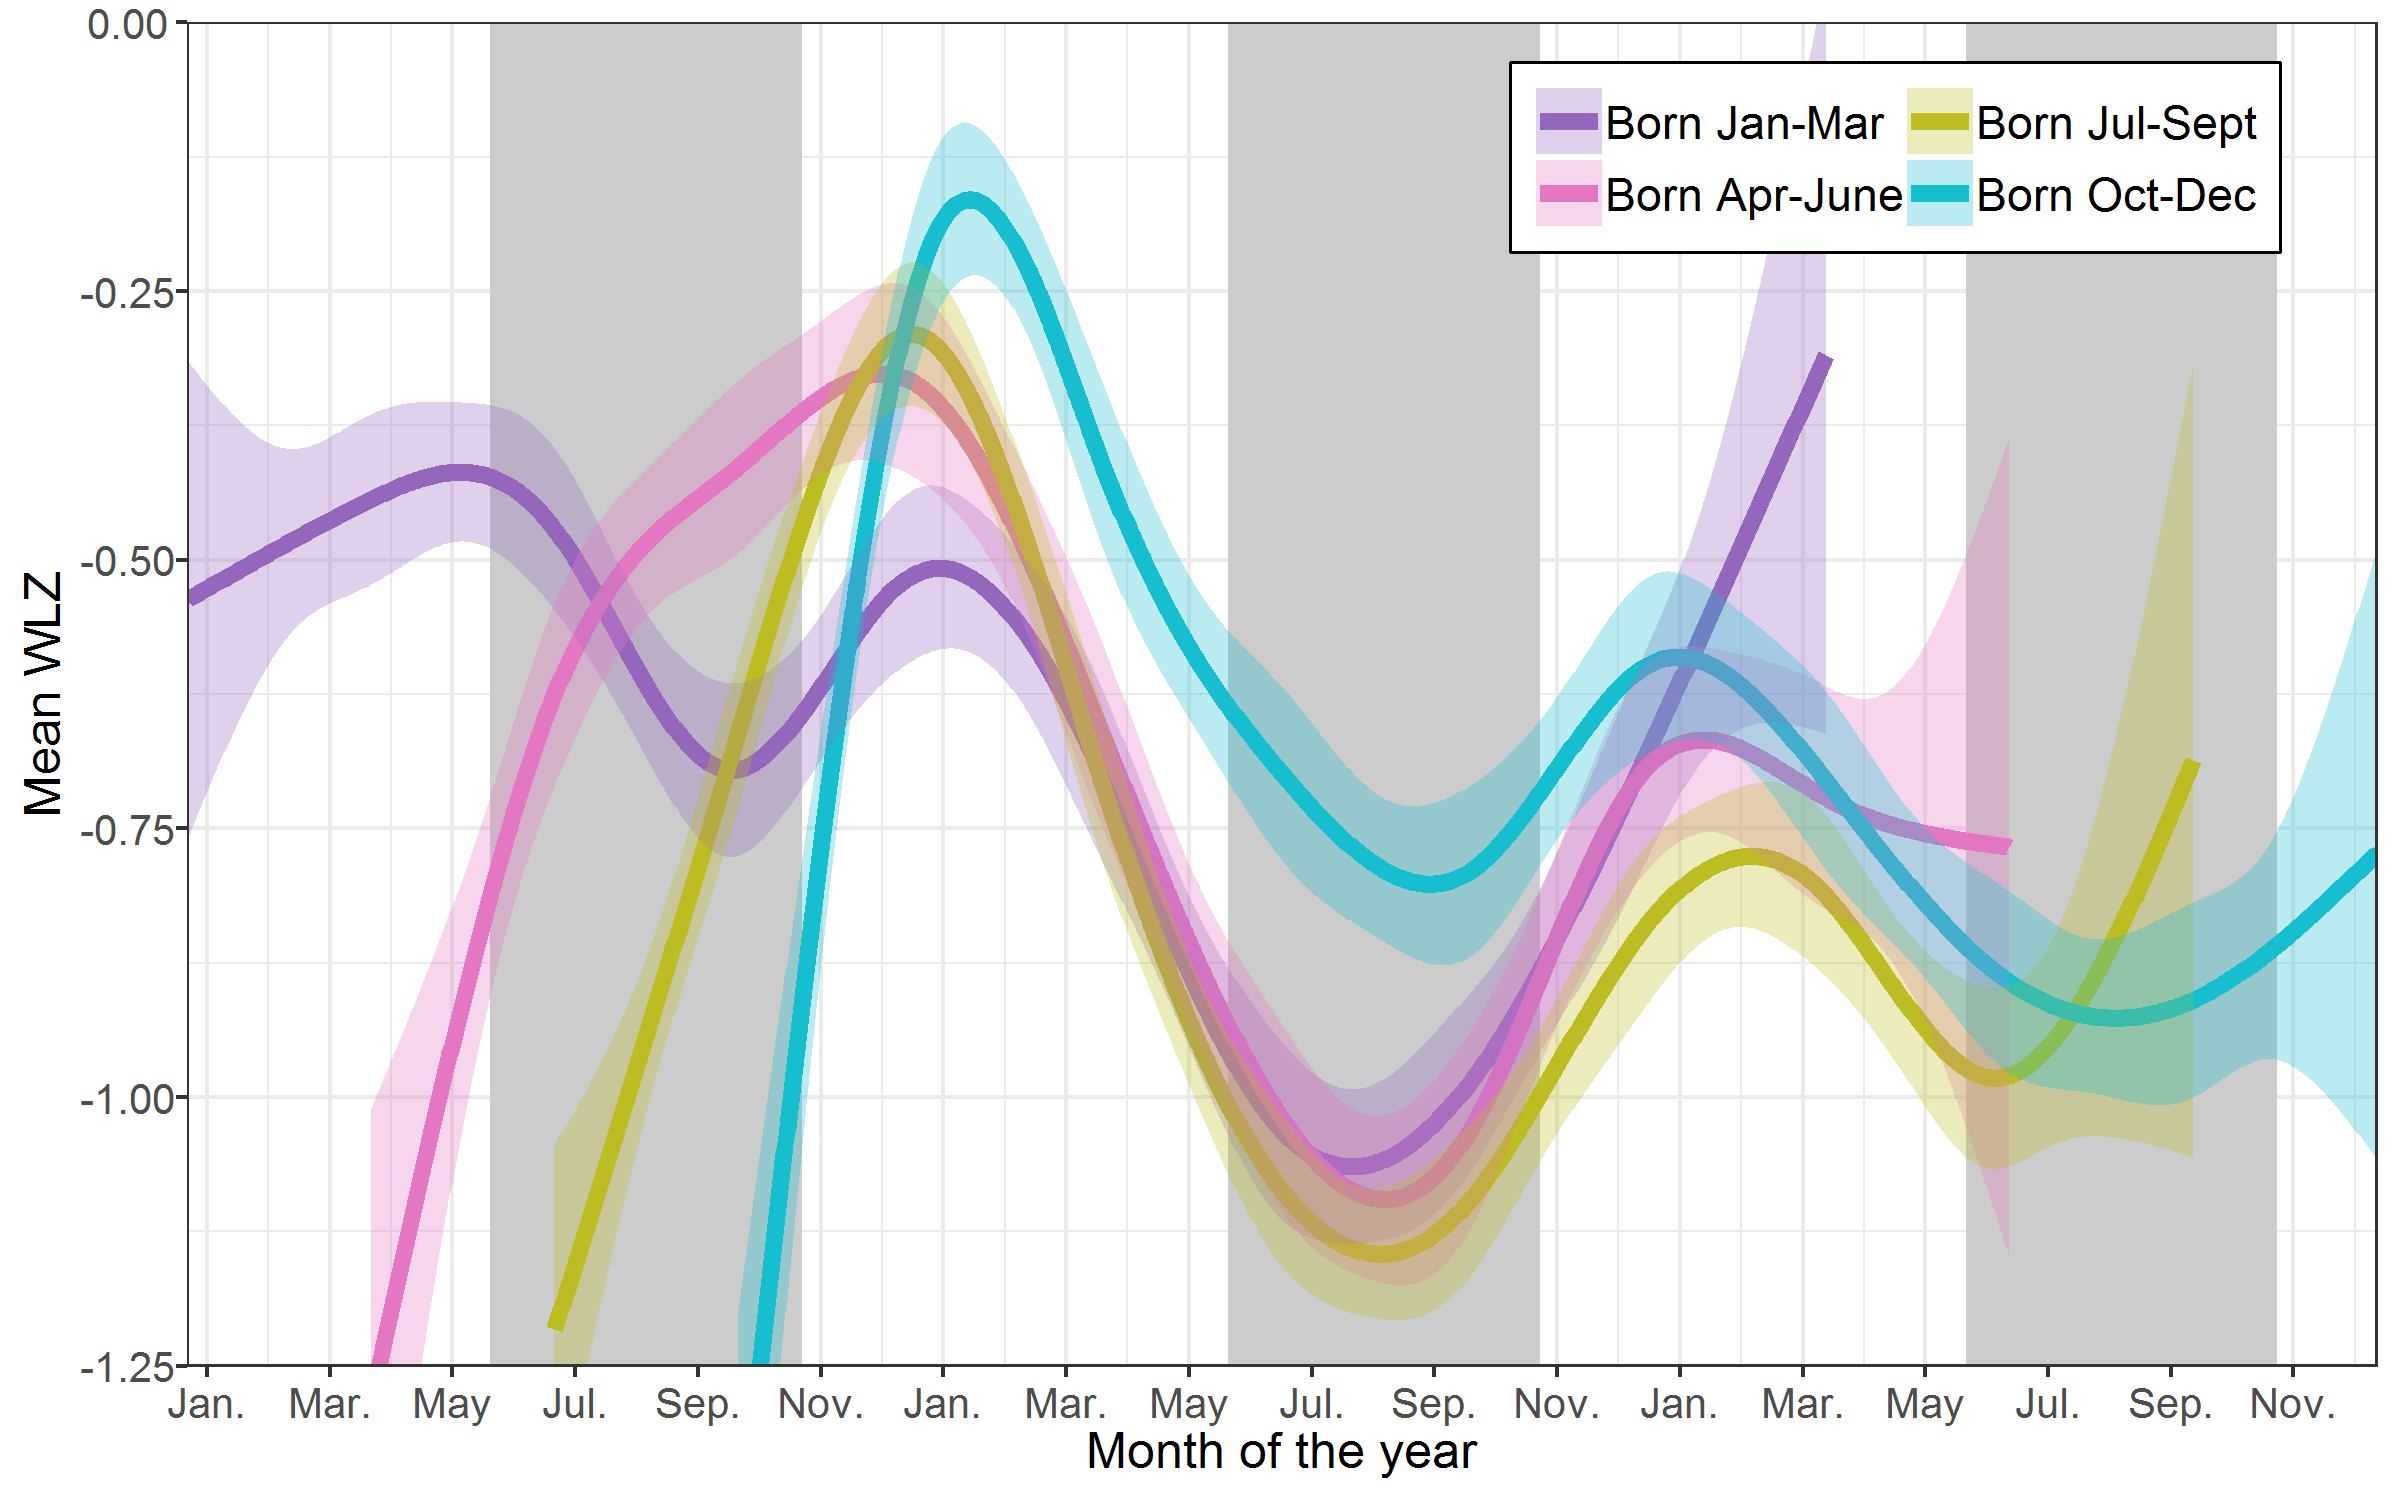 0.00
-0.25
-0.50
-0.75
-1.00
-1.25
Mean WLZ
Born Jan-Mar Born Jul-Sept
Born Apr-June Born Oct-Dec
Jan. Mar. May Jul. Sep. Nov. Jan. Mar. May Jul. Sep. Nov. Jan. Mar. May Jul. Sep. Nov.
Month of the year